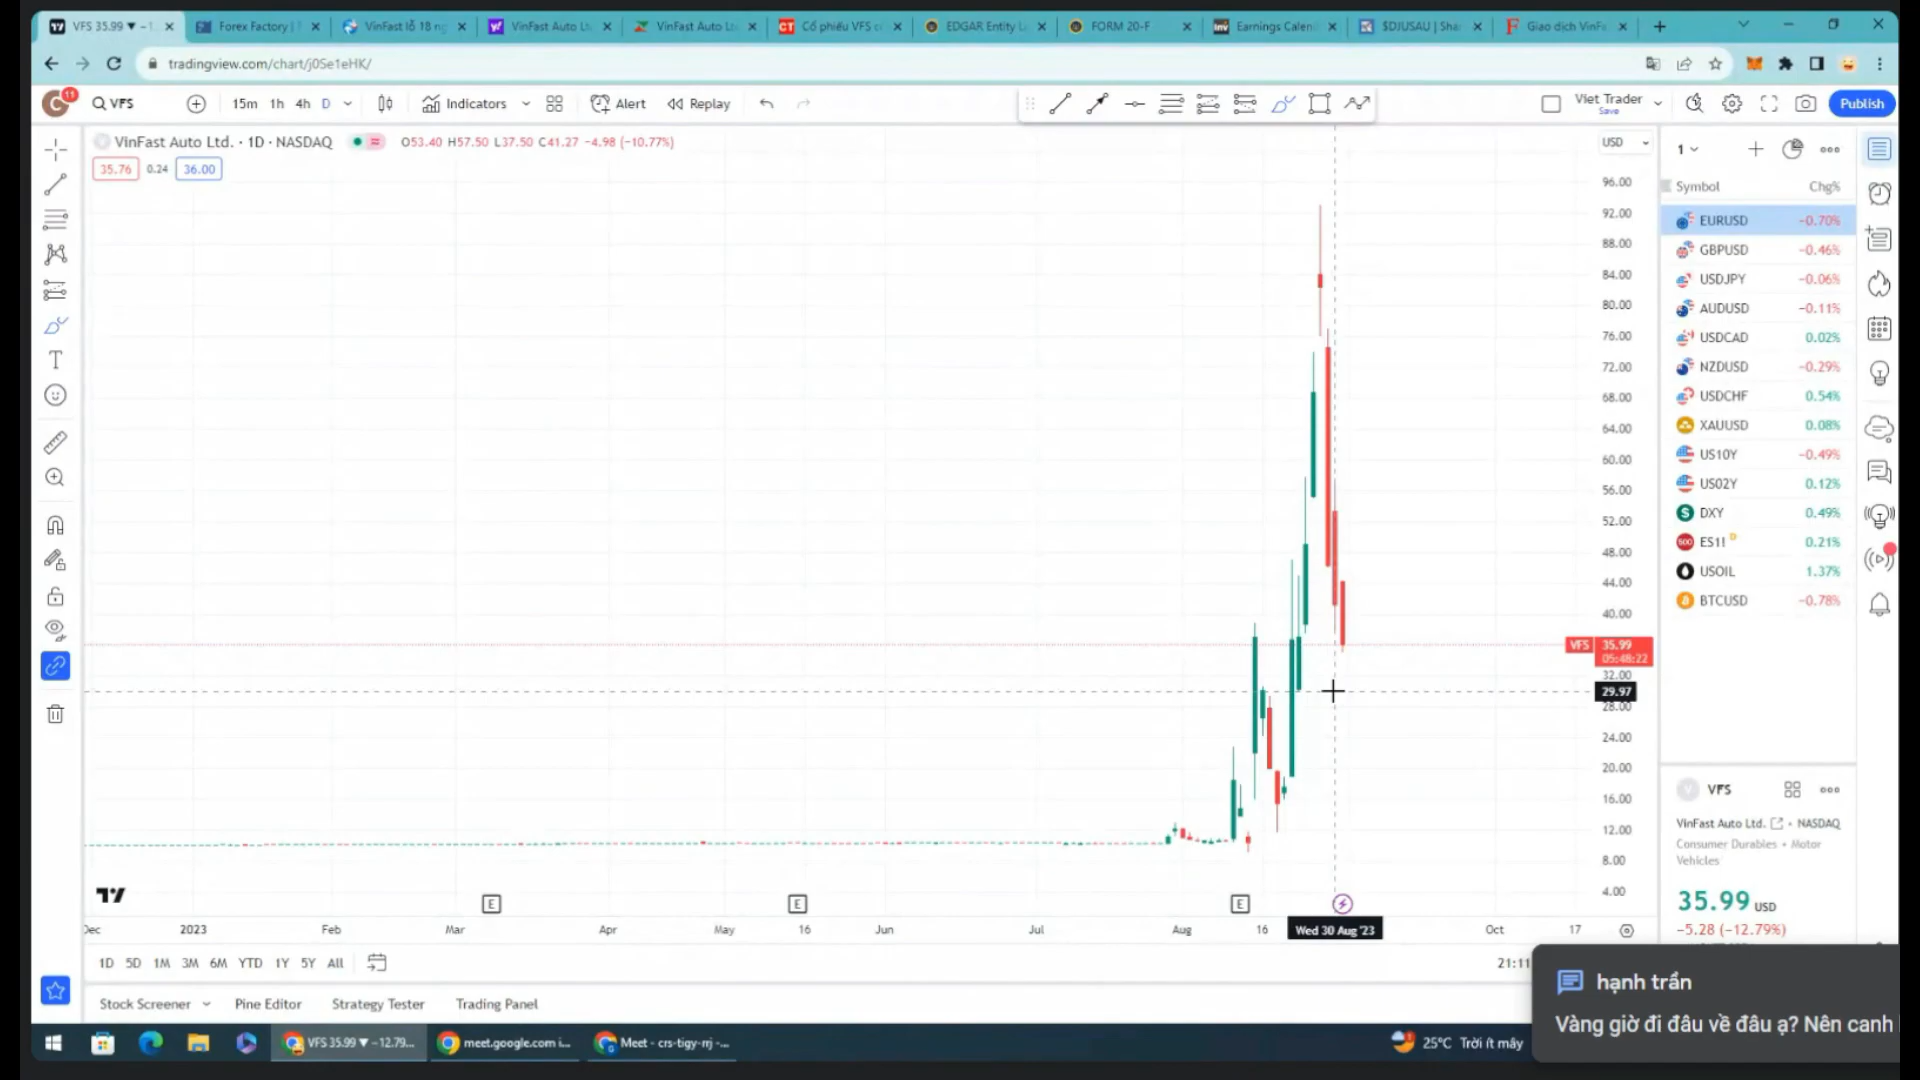 VFS 35.99 ▼ −1
Forex Factory | 
VinFast lỗ 18 ng
VinFast Auto Lt
VinFast Auto Lt
Cổ phiếu VFS c
EDGAR Entity L
FORM 20-F
Earnings Calen
$DJUSAU | Sha
Giao dịch VinFa
tradingview.com/chart/j0Se1eHK/
C 11
VFS
15m 1h 4h D
Indicators
Alert
Replay
Viet Trader
Save
Publish
VinFast Auto Ltd. · 1D · NASDAQ
O53.40 H57.50 L37.50 C41.27 −4.98 (−10.77%)
35.76 0.24 36.00
USD
96.00
92.00
88.00
84.00
80.00
76.00
72.00
68.00
64.00
60.00
56.00
52.00
48.00
44.00
40.00
VFS 35.99
05:48:22
32.00
29.97
28.00
24.00
20.00
16.00
12.00
8.00
4.00
E
E
E
Dec 2023 Feb Mar Apr May 16 Jun Jul Aug 16 Wed 30 Aug '23 Oct 17
1D 5D 1M 3M 6M YTD 1Y 5Y All
21:11
Stock Screener Pine Editor Strategy Tester Trading Panel
1
Symbol Chg%
EURUSD −0.70%
GBPUSD −0.46%
USDJPY −0.06%
AUDUSD −0.11%
USDCAD 0.02%
NZDUSD −0.29%
USDCHF 0.54%
XAUUSD 0.08%
US10Y −0.49%
US02Y 0.12%
DXY 0.49%
ES1! D 0.21%
USOIL 1.37%
BTCUSD −0.78%
VFS
VinFast Auto Ltd. • NASDAQ
Consumer Durables • Motor
Vehicles
35.99 USD
−5.28 (−12.79%)
hạnh trần
Vàng giờ đi đâu về đâu ạ? Nên canh
VFS 35.99 ▼ −12.79...
meet.google.com i...
Meet - crs-tigy-rrj -...
25°C Trời ít mây